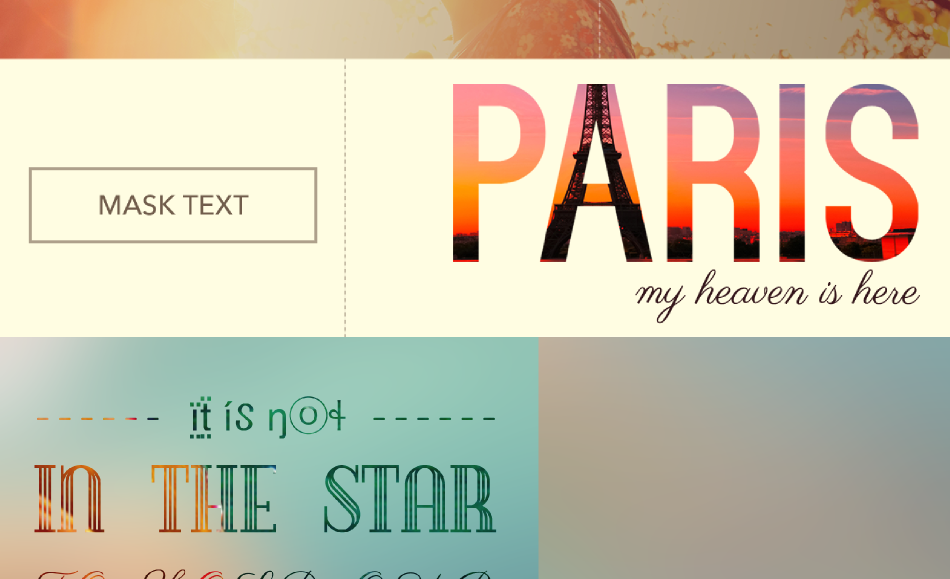 PARIS
MASK TEXT
my heaven is here
it is not
IN THE STAR